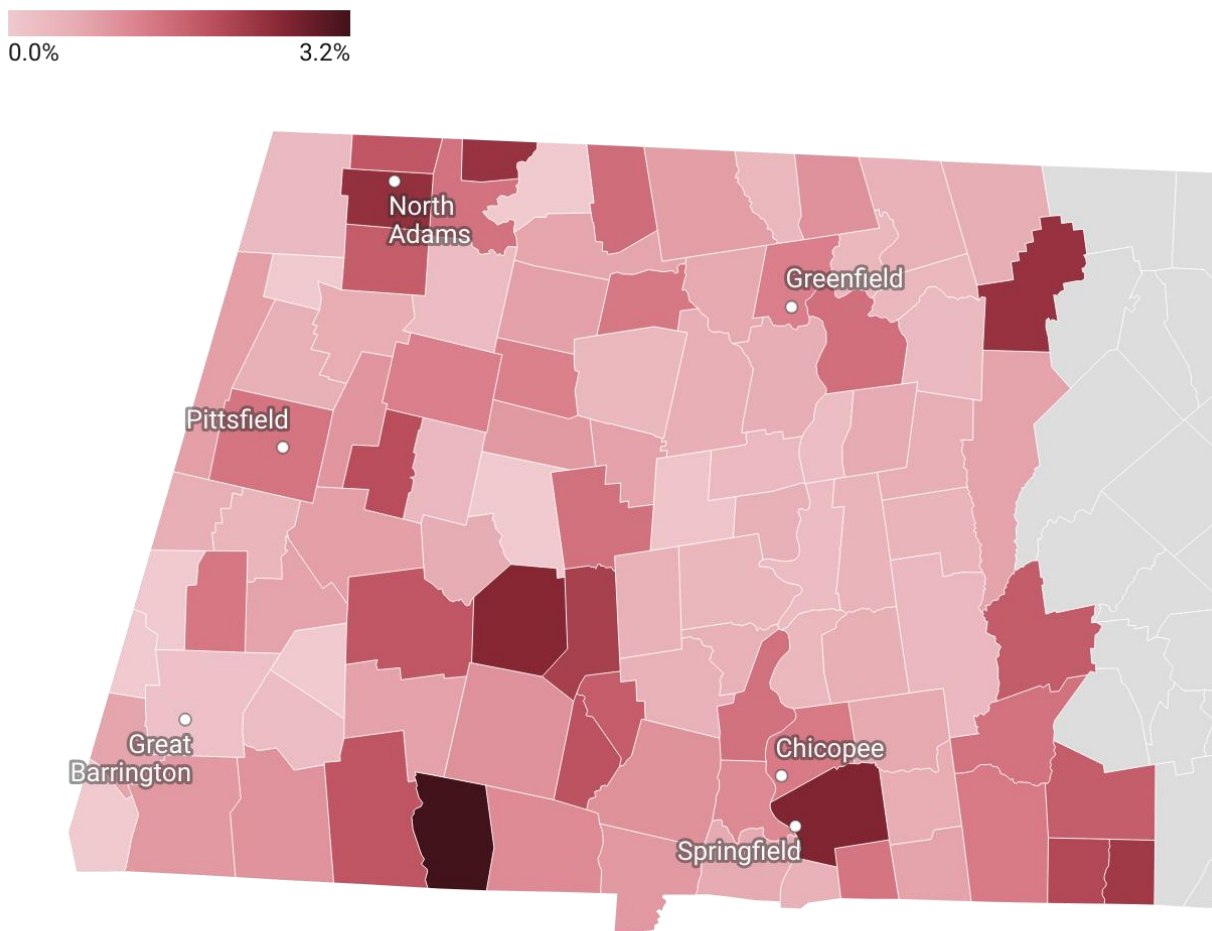 0.0% 3.2%
North
Adams
Greenfield
Pittsfield
Great
Barrington
Chicopee
Springfield